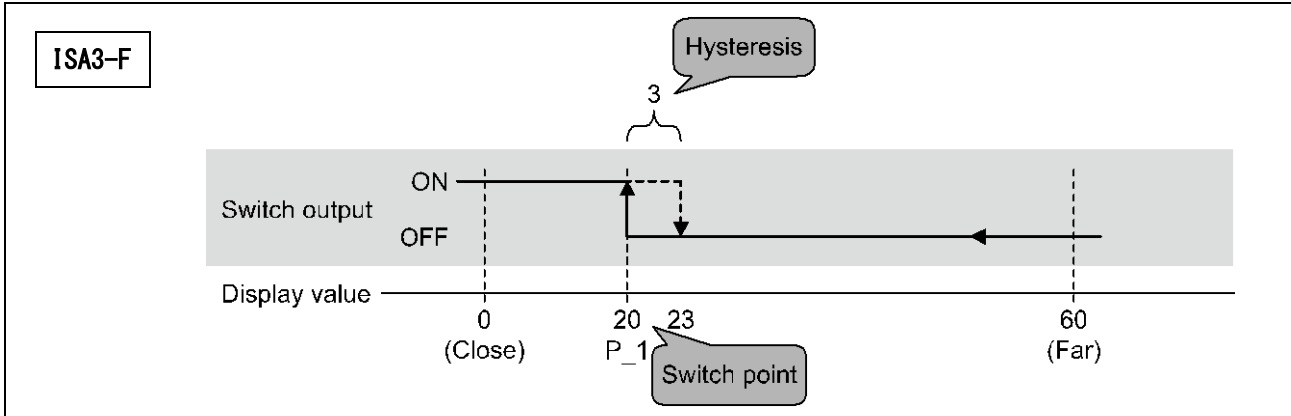 ISA3-F
Hysteresis
3
ON
Switch output
OFF
Display value
0 20 23 60
(Close) P_1 (Far)
Switch point